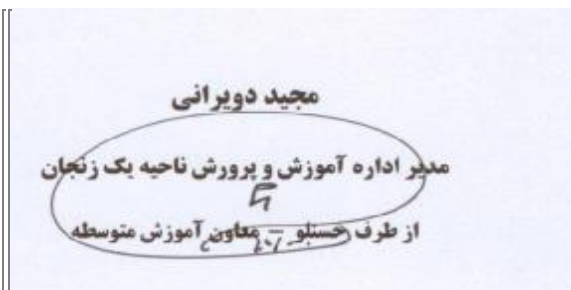 مجید دویرانی
مدیر اداره آموزش و پرورش ناحیه یک زنجان
از طرف حسنلو – معاون آموزش متوسطه